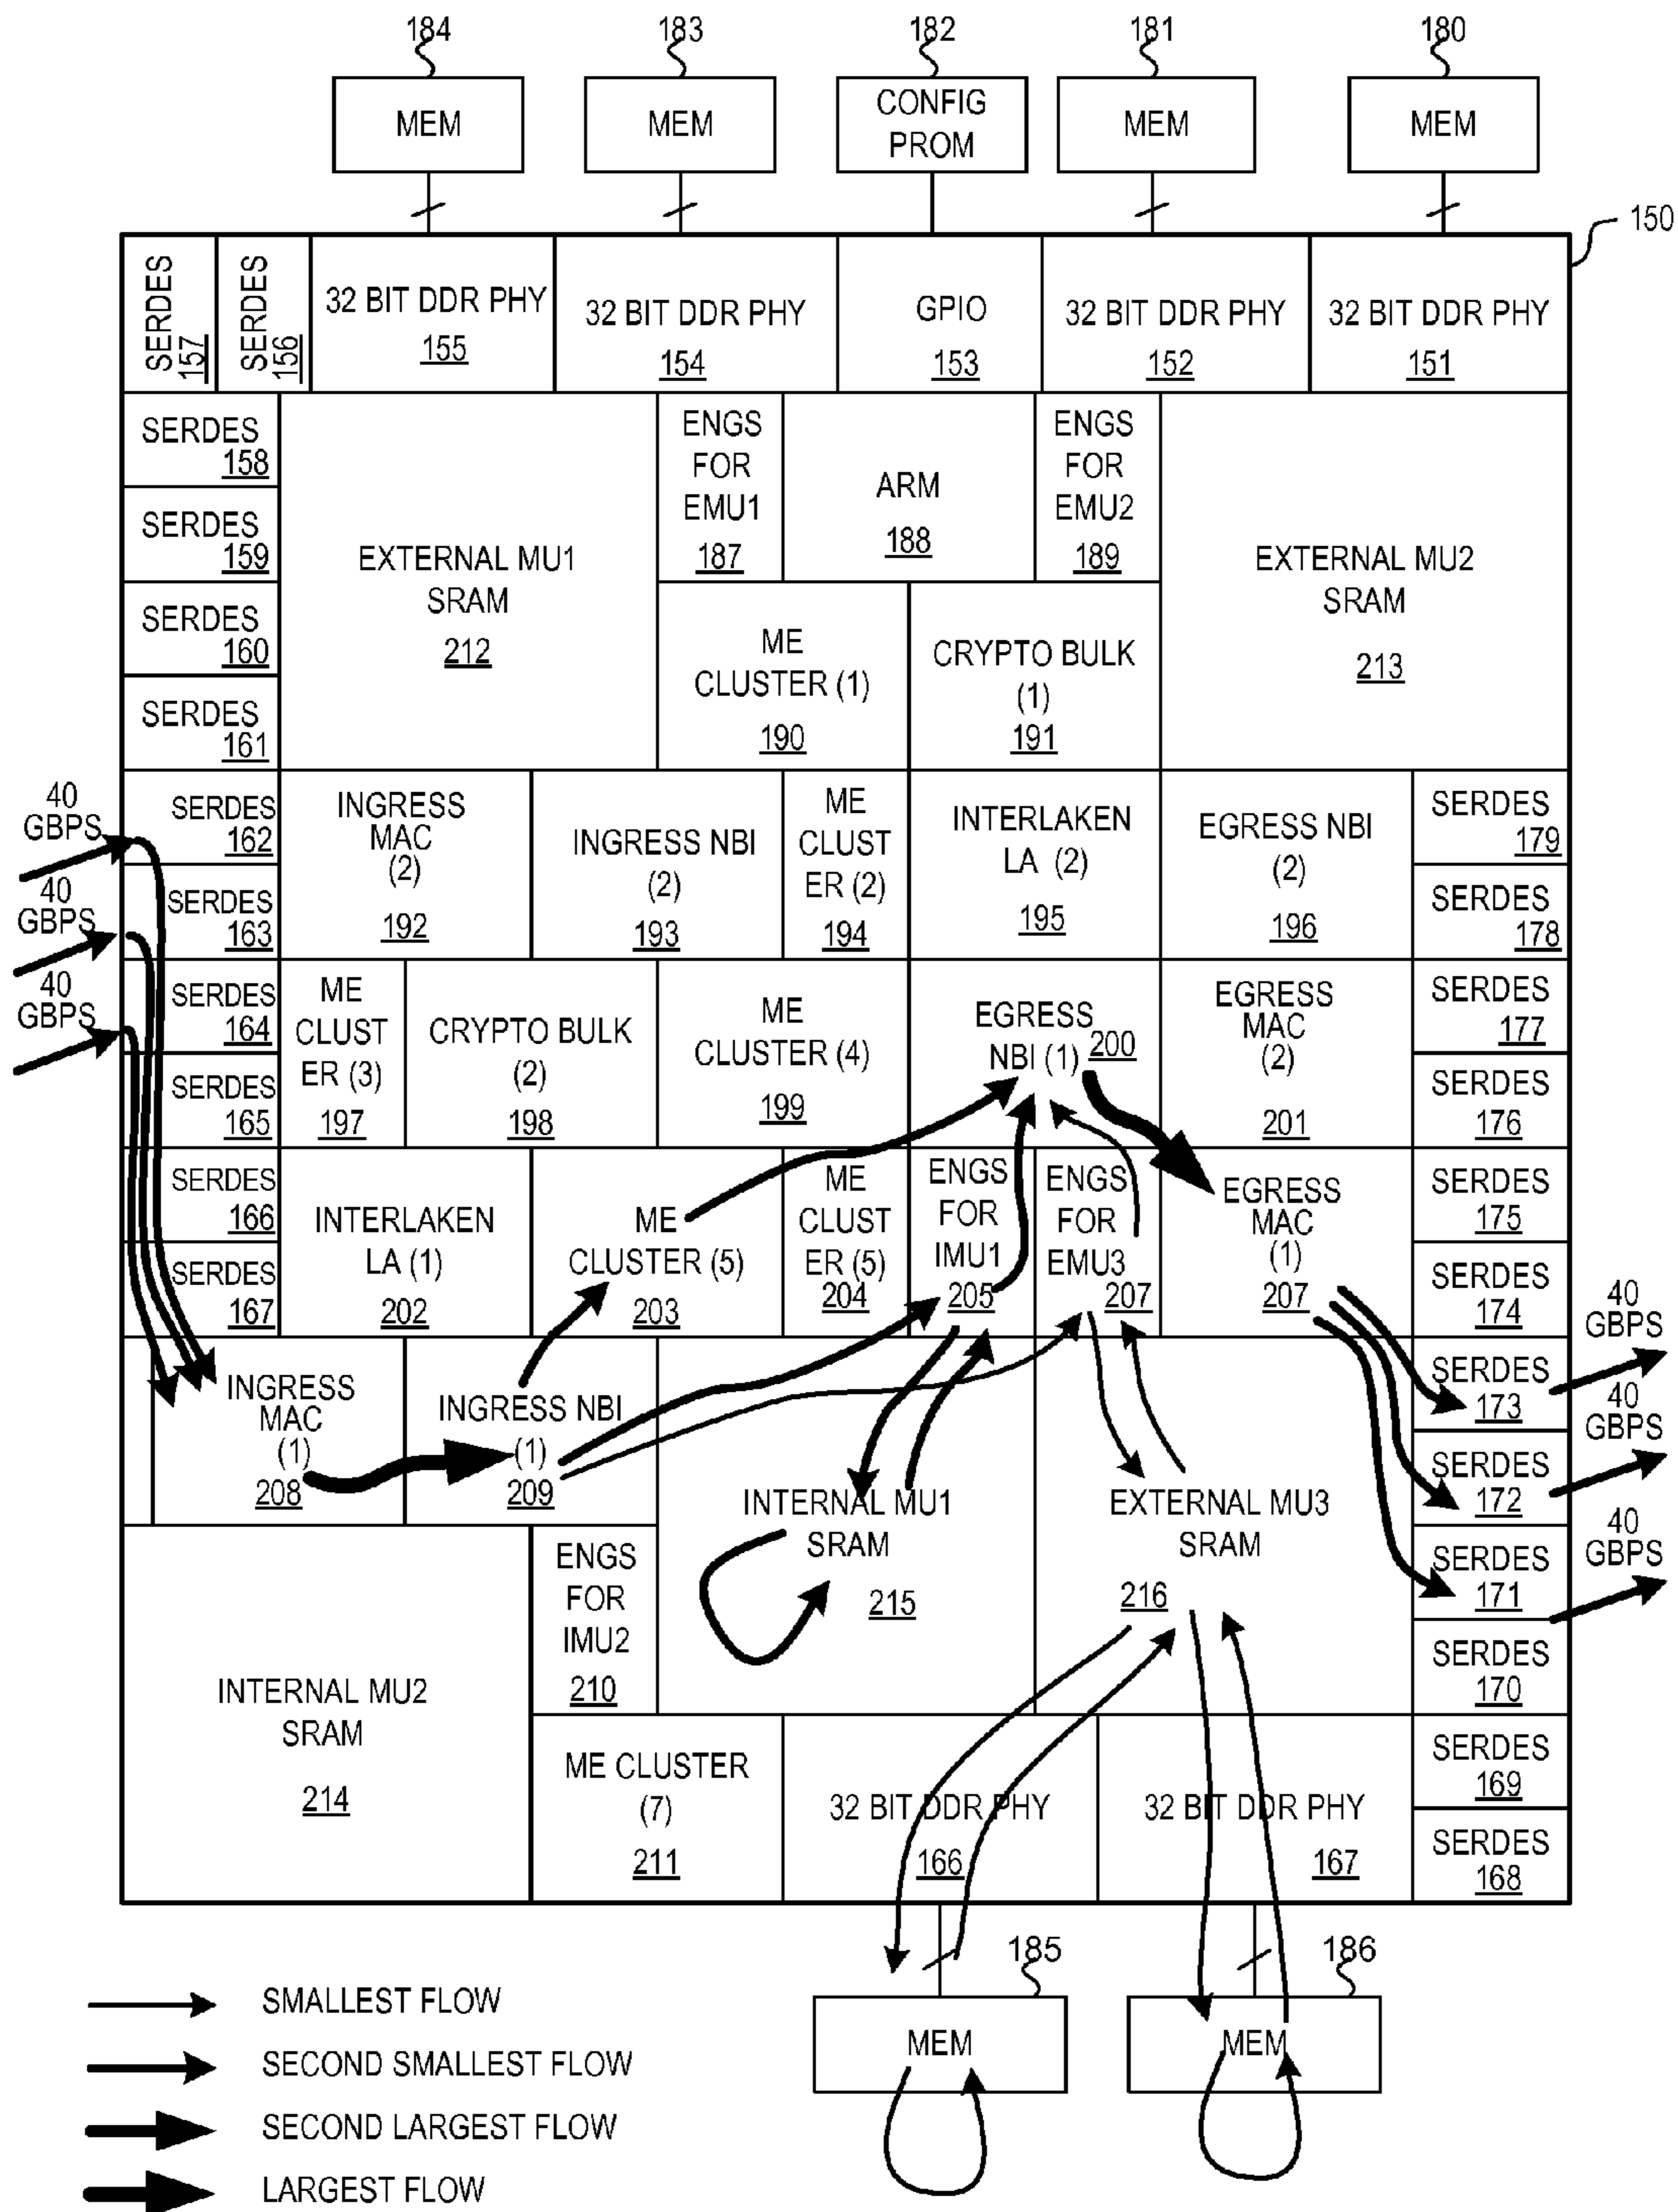 184
183
182
181
180
MEM
MEM
CONFIG
PROM
MEM
MEM
150
SERDES
157
SERDES
156
32 BIT DDR PHY
155
32 BIT DDR PHY
154
GPIO
153
32 BIT DDR PHY
152
32 BIT DDR PHY
151
SERDES
158
SERDES
159
SERDES
160
SERDES
161
EXTERNAL MU1
SRAM
212
ENGS
FOR
EMU1
187
ARM
188
ENGS
FOR
EMU2
189
EXTERNAL MU2
SRAM
213
ME
CLUSTER (1)
190
CRYPTO BULK
(1)
191
40
GBPS
40
GBPS
40
GBPS
SERDES
162
SERDES
163
INGRESS
MAC
(2)
192
INGRESS NBI
(2)
193
ME
CLUST
ER (2)
194
INTERLAKEN
LA (2)
195
EGRESS NBI
(2)
196
SERDES
179
SERDES
178
SERDES
164
SERDES
165
ME
CLUST
ER (3)
197
CRYPTO BULK
(2)
198
ME
CLUSTER (4)
199
EGRESS
NBI (1) 200
EGRESS
MAC
(2)
201
SERDES
177
SERDES
176
SERDES
166
SERDES
167
INTERLAKEN
LA (1)
202
ME
CLUSTER (5)
203
ME
CLUST
ER (5)
204
ENGS
FOR
IMU1
205
ENGS
FOR
EMU3
207
EGRESS
MAC
(1)
207
SERDES
175
SERDES
174
INGRESS
MAC
(1)
208
INGRESS NBI
(1)
209
INTERNAL MU1
SRAM
215
EXTERNAL MU3
SRAM
216
SERDES
173
SERDES
172
SERDES
171
SERDES
170
40
GBPS
40
GBPS
40
GBPS
INTERNAL MU2
SRAM
214
ENGS
FOR
IMU2
210
ME CLUSTER
(7)
211
32 BIT DDR PHY
166
32 BIT DDR PHY
167
SERDES
169
SERDES
168
185
186
MEM
MEM
SMALLEST FLOW
SECOND SMALLEST FLOW
SECOND LARGEST FLOW
LARGEST FLOW